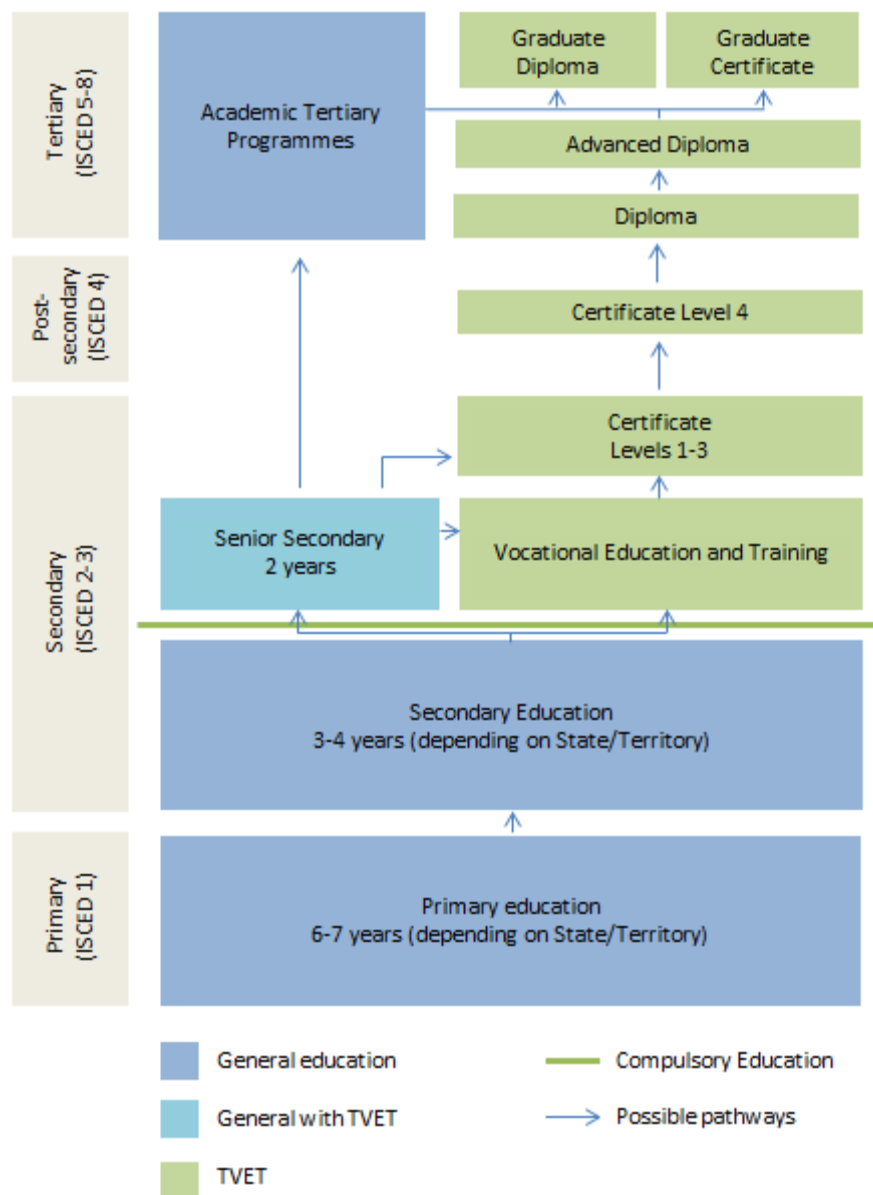 Tertiary
(ISCED 5-8)
Academic Tertiary
Programmes
Graduate
Diploma
Graduate
Certificate
Advanced Diploma
Diploma
Post-
secondary
(ISCED 4)
Certificate Level 4
Secondary
(ISCED 2-3)
Certificate
Levels 1-3
Senior Secondary
2 years
Vocational Education and Training
Secondary Education
3-4 years (depending on State/Territory)
Primary
(ISCED 1)
Primary education
6-7 years (depending on State/Territory)
General education
Compulsory Education
General with TVET
Possible pathways
TVET